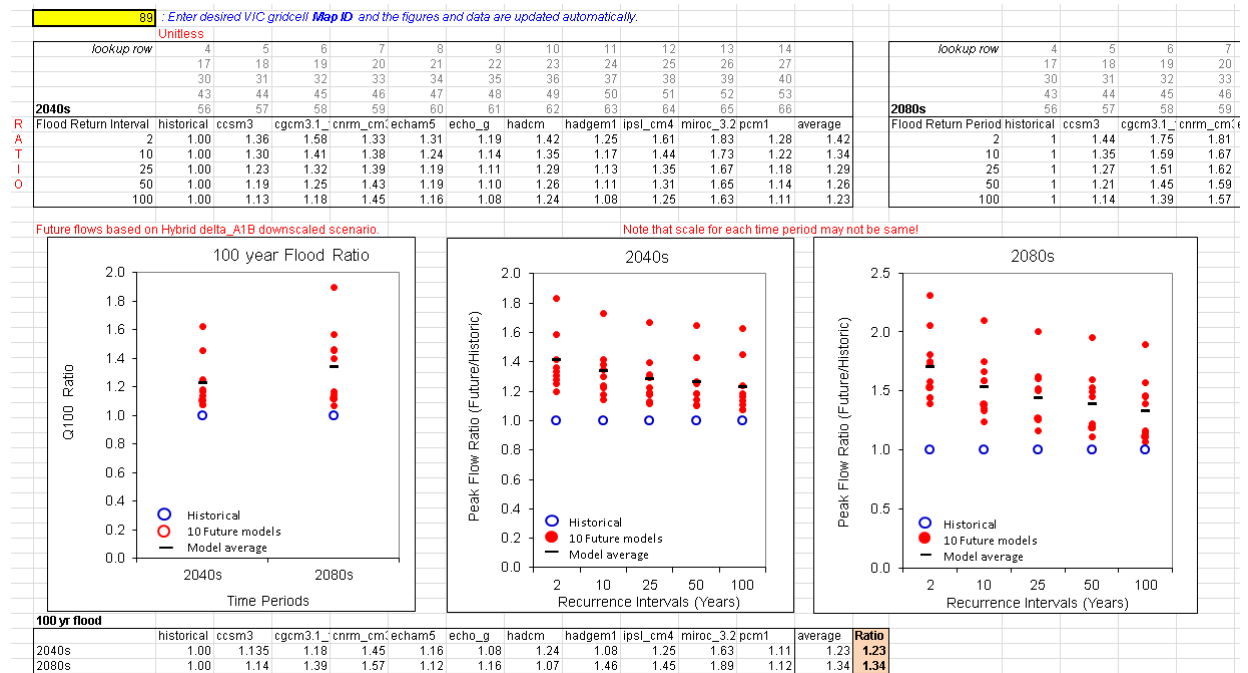 89 : Enter desired VIC gridcell Map ID and the figures and data are updated automatically.
Unitless
lookup row 4 5 6 7 8 9 10 11 12 13 14 lookup row 4 5 6 7
17 18 19 20 21 22 23 24 25 26 27 17 18 19 20
30 31 32 33 34 35 36 37 38 39 40 30 31 32 33
43 44 45 46 47 48 49 50 51 52 53 43 44 45 46
2040s 56 57 58 59 60 61 62 63 64 65 66 2080s 56 57 58 59
R Flood Return Interval historical ccsm3 cgcm3.1_ cnrm_cm3 echam5 echo_g hadcm hadgem1 ipsl_cm4 miroc_3.2 pcm1 average Flood Return Period historical ccsm3 cgcm3.1_ cnrm_cm3 e
A 2 1.00 1.36 1.58 1.33 1.31 1.19 1.42 1.25 1.61 1.83 1.28 1.42 2 1 1.44 1.75 1.81
T 10 1.00 1.30 1.41 1.38 1.24 1.14 1.35 1.17 1.44 1.73 1.22 1.34 10 1 1.35 1.59 1.67
I 25 1.00 1.23 1.32 1.39 1.19 1.11 1.29 1.13 1.35 1.67 1.18 1.29 25 1 1.27 1.51 1.62
O 50 1.00 1.19 1.25 1.43 1.19 1.10 1.26 1.11 1.31 1.65 1.14 1.26 50 1 1.21 1.45 1.59
100 1.00 1.13 1.18 1.45 1.16 1.08 1.24 1.08 1.25 1.63 1.11 1.23 100 1 1.14 1.39 1.57
Future flows based on Hybrid delta_A1B downscaled scenario. Note that scale for each time period may not be same!
100 year Flood Ratio
2.0
1.8
1.6
1.4
1.2
1.0
0.8
0.6
0.4
0.2
0.0
Q100 Ratio
Historical
10 Future models
Model average
2040s 2080s
Time Periods
2040s
2.0
1.8
1.6
1.4
1.2
1.0
0.8
0.6
0.4
0.2
0.0
Peak Flow Ratio (Future/Historic)
Historical
10 Future models
Model average
2 10 25 50 100
Recurrence Intervals (Years)
2080s
2.5
2.0
1.5
1.0
0.5
0.0
Peak Flow Ratio (Future/Historic)
Historical
10 Future models
Model average
2 10 25 50 100
Recurrence Intervals (Years)
100 yr flood
historical ccsm3 cgcm3.1_ cnrm_cm3 echam5 echo_g hadcm hadgem1 ipsl_cm4 miroc_3.2 pcm1 average Ratio
2040s 1.00 1.135 1.18 1.45 1.16 1.08 1.24 1.08 1.25 1.63 1.11 1.23 1.23
2080s 1.00 1.14 1.39 1.57 1.12 1.16 1.07 1.46 1.45 1.89 1.12 1.34 1.34